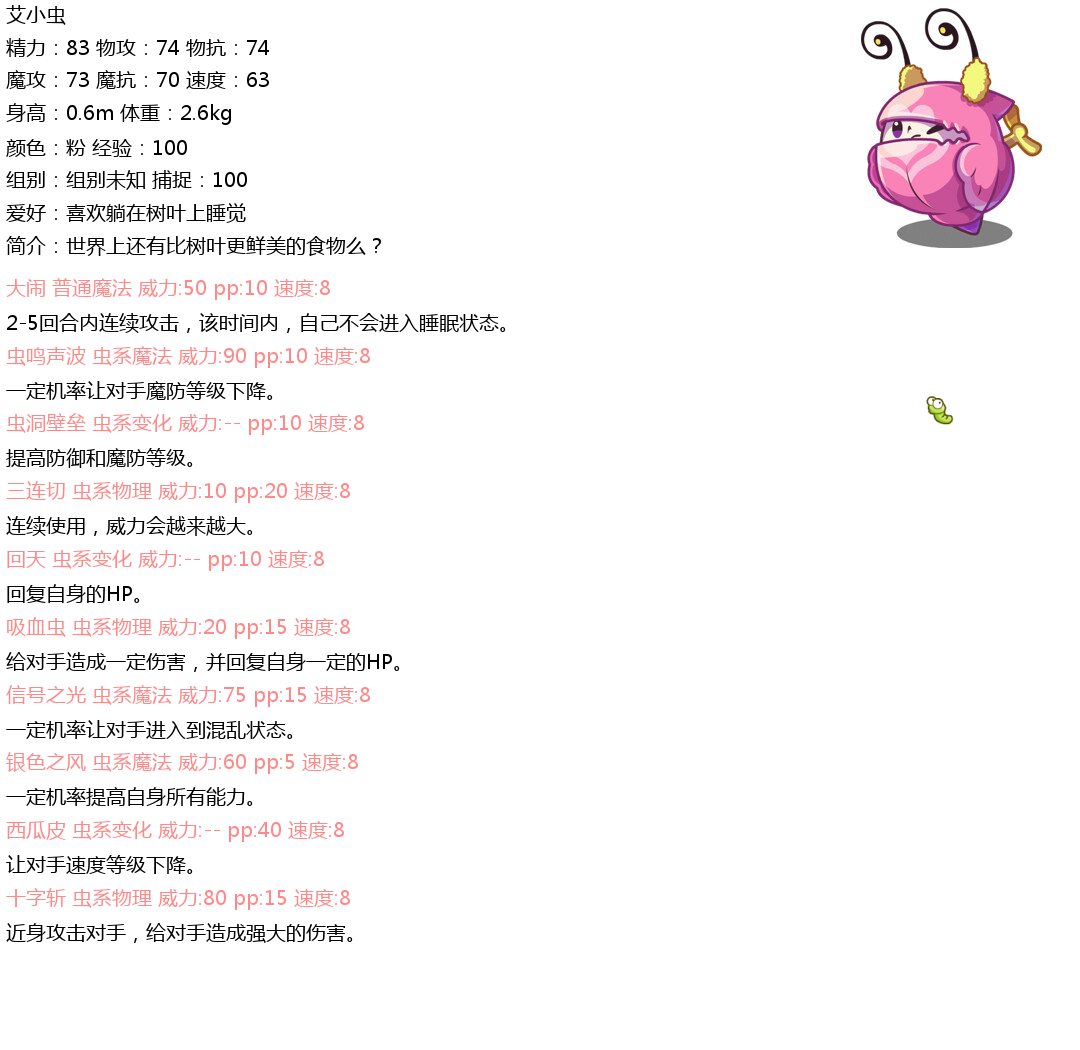 艾小虫
精力：83 物攻：74 物抗：74
魔攻：73 魔抗：70 速度：63
身高：0.6m 体重：2.6kg
颜色：粉 经验：100
组别：组别未知 捕捉：100
爱好：喜欢躺在树叶上睡觉
简介：世界上还有比树叶更鲜美的食物么？
大闹 普通魔法 威力:50 pp:10 速度:8
2-5回合内连续攻击，该时间内，自己不会进入睡眠状态。
虫鸣声波 虫系魔法 威力:90 pp:10 速度:8
一定机率让对手魔防等级下降。
虫洞壁垒 虫系变化 威力:-- pp:10 速度:8
提高防御和魔防等级。
三连切 虫系物理 威力:10 pp:20 速度:8
连续使用，威力会越来越大。
回天 虫系变化 威力:-- pp:10 速度:8
回复自身的HP。
吸血虫 虫系物理 威力:20 pp:15 速度:8
给对手造成一定伤害，并回复自身一定的HP。
信号之光 虫系魔法 威力:75 pp:15 速度:8
一定机率让对手进入到混乱状态。
银色之风 虫系魔法 威力:60 pp:5 速度:8
一定机率提高自身所有能力。
西瓜皮 虫系变化 威力:-- pp:40 速度:8
让对手速度等级下降。
十字斩 虫系物理 威力:80 pp:15 速度:8
近身攻击对手，给对手造成强大的伤害。